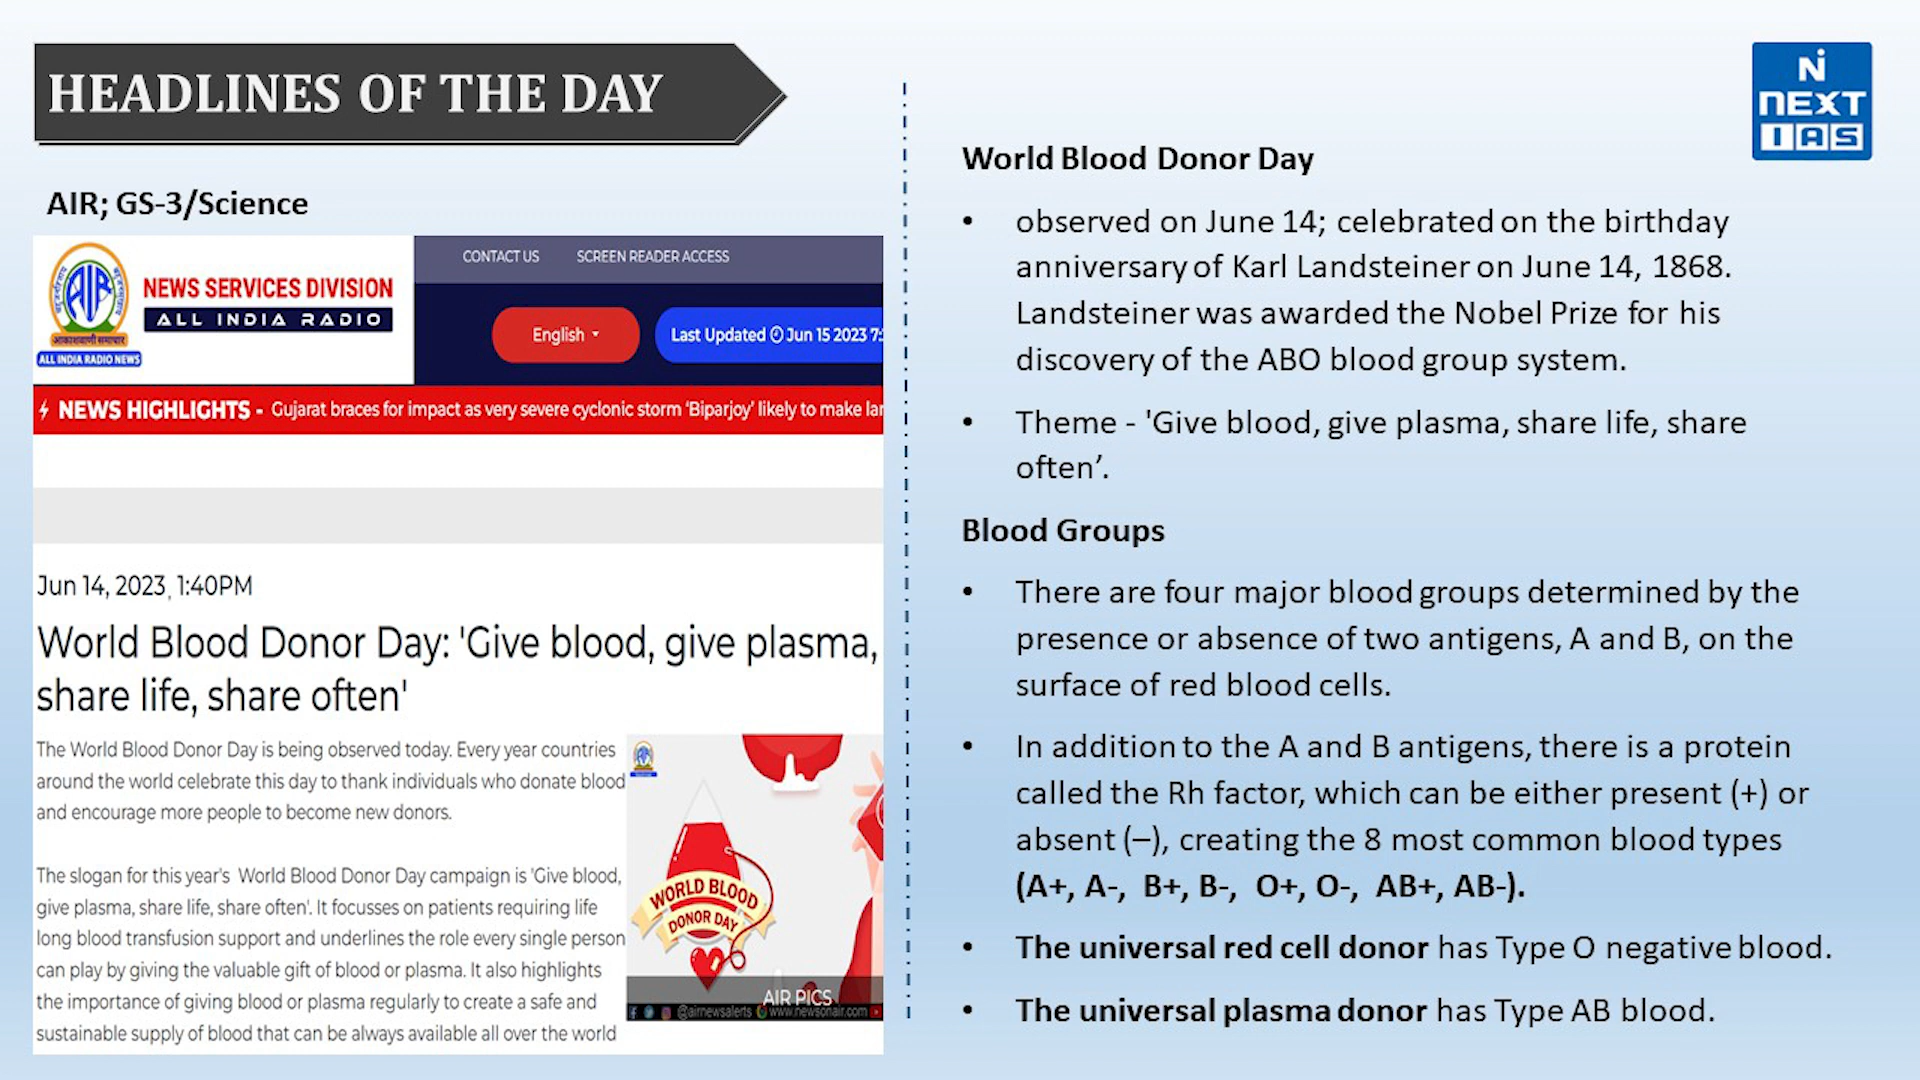 HEADLINES OF THE DAY
AIR; GS-3/Science
NEWS SERVICES DIVISION
ALL INDIA RADIO
आकाशवाणी समाचार
ALL INDIA RADIO NEWS
CONTACT US SCREEN READER ACCESS
English Last Updated Jun 15 2023 7:
NEWS HIGHLIGHTS - Gujarat braces for impact as very severe cyclonic storm 'Biparjoy' likely to make lan
Jun 14, 2023, 1:40PM
World Blood Donor Day: 'Give blood, give plasma,
share life, share often'
The World Blood Donor Day is being observed today. Every year countries
around the world celebrate this day to thank individuals who donate blood
and encourage more people to become new donors.
The slogan for this year's World Blood Donor Day campaign is 'Give blood,
give plasma, share life, share often'. It focusses on patients requiring life
long blood transfusion support and underlines the role every single person
can play by giving the valuable gift of blood or plasma. It also highlights
the importance of giving blood or plasma regularly to create a safe and
sustainable supply of blood that can be always available all over the world
WORLD BLOOD
DONOR DAY
AIR PICS
@airnewsalerts www.newsonair.com
NEXT
IAS
World Blood Donor Day
• observed on June 14; celebrated on the birthday
anniversary of Karl Landsteiner on June 14, 1868.
Landsteiner was awarded the Nobel Prize for his
discovery of the ABO blood group system.
• Theme - 'Give blood, give plasma, share life, share
often’.
Blood Groups
• There are four major blood groups determined by the
presence or absence of two antigens, A and B, on the
surface of red blood cells.
• In addition to the A and B antigens, there is a protein
called the Rh factor, which can be either present (+) or
absent (–), creating the 8 most common blood types
(A+, A-, B+, B-, O+, O-, AB+, AB-).
• The universal red cell donor has Type O negative blood.
• The universal plasma donor has Type AB blood.